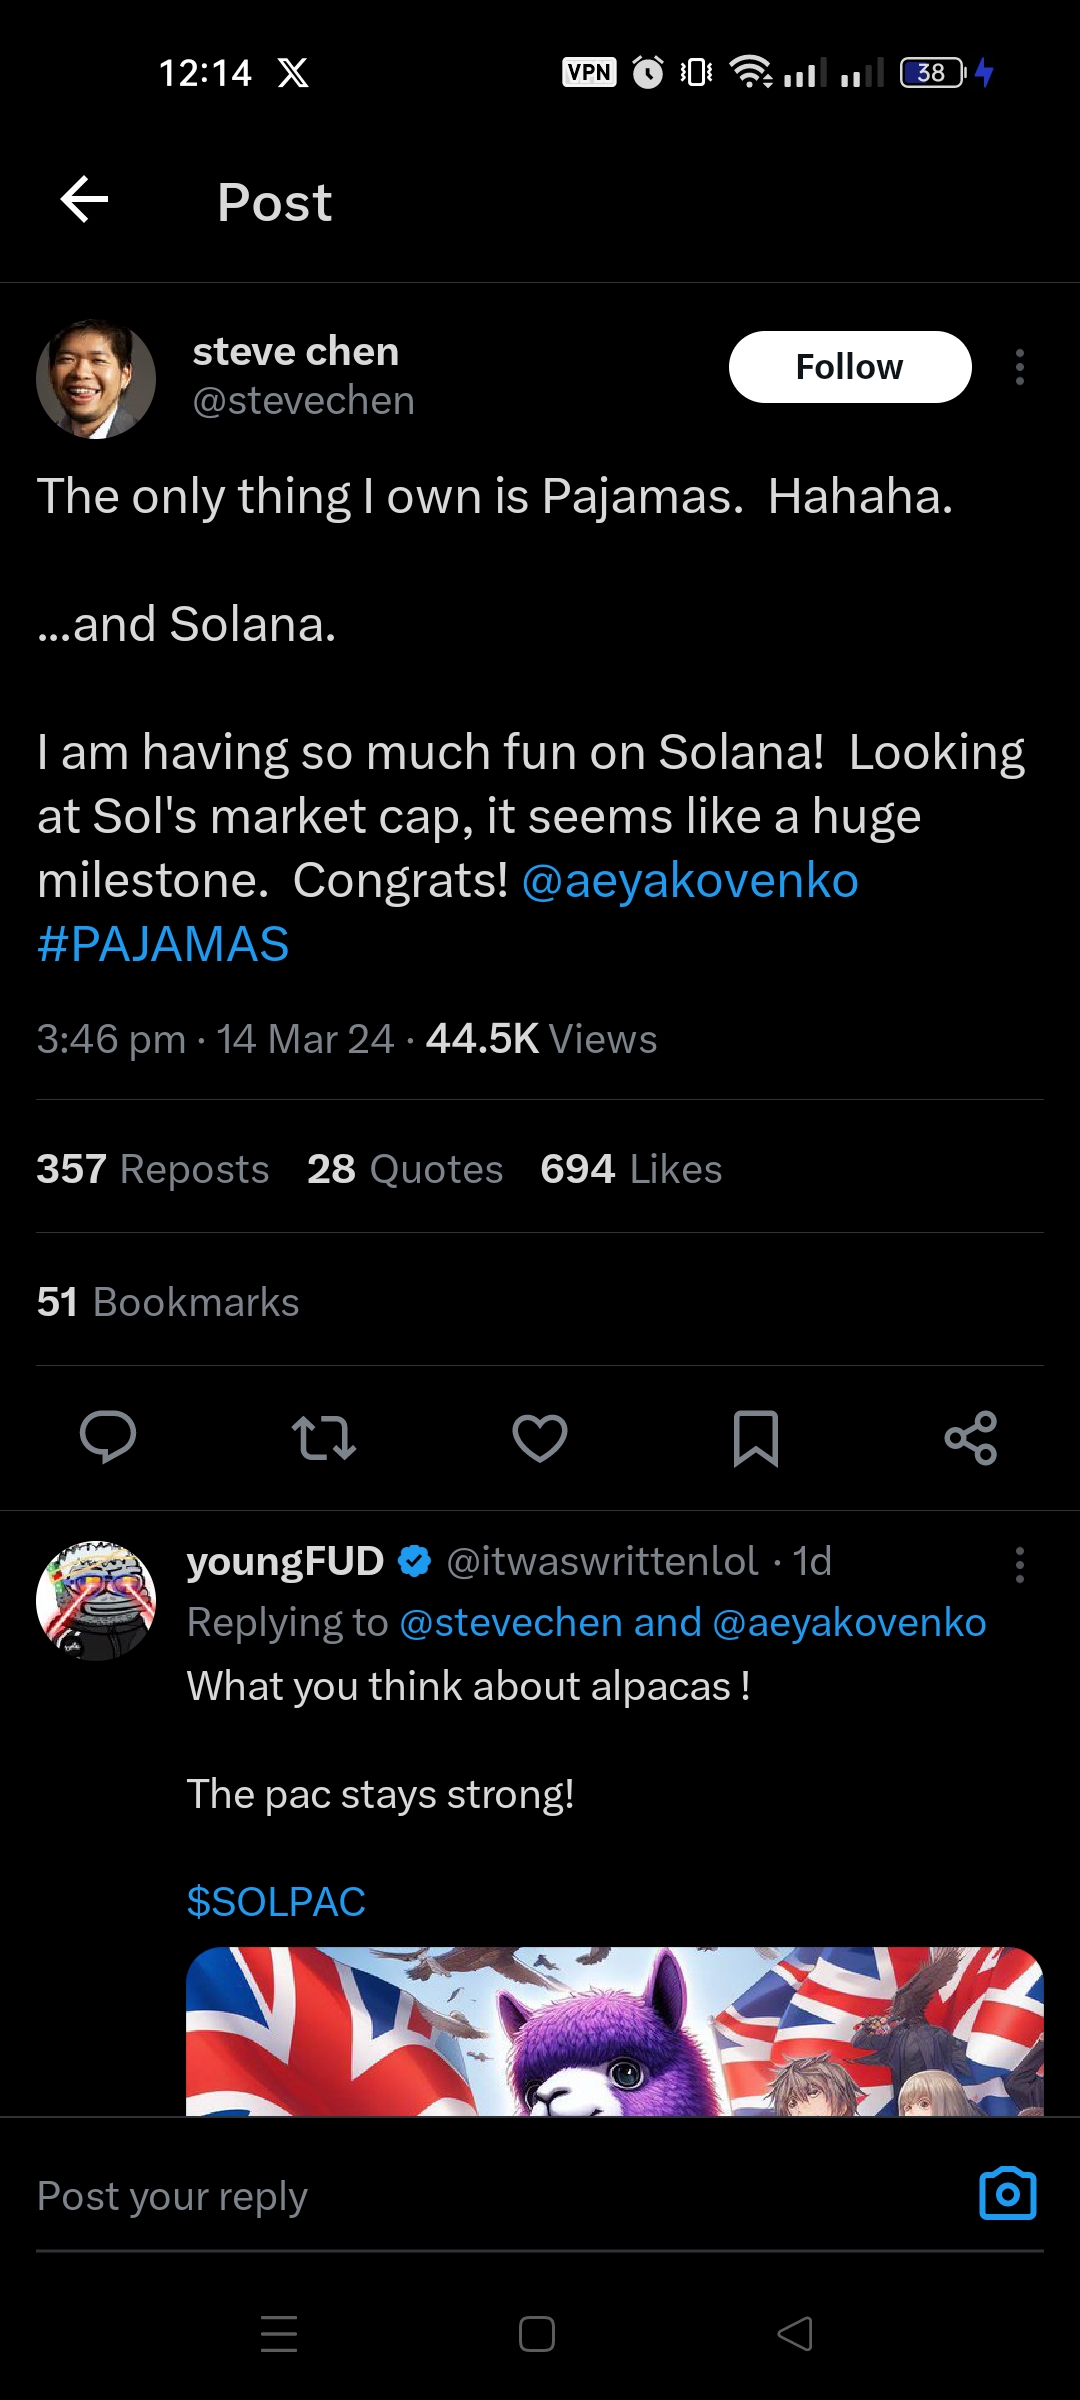 12:14 X VPN 38
Post
steve chen
@stevechen
Follow
The only thing I own is Pajamas.  Hahaha.
...and Solana.
I am having so much fun on Solana!  Looking
at Sol's market cap, it seems like a huge
milestone.  Congrats! @aeyakovenko
#PAJAMAS
3:46 pm · 14 Mar 24 · 44.5K Views
357 Reposts 28 Quotes 694 Likes
51 Bookmarks
youngFUD @itwaswrittenlol · 1d
Replying to @stevechen and @aeyakovenko
What you think about alpacas !
The pac stays strong!
$SOLPAC
Post your reply